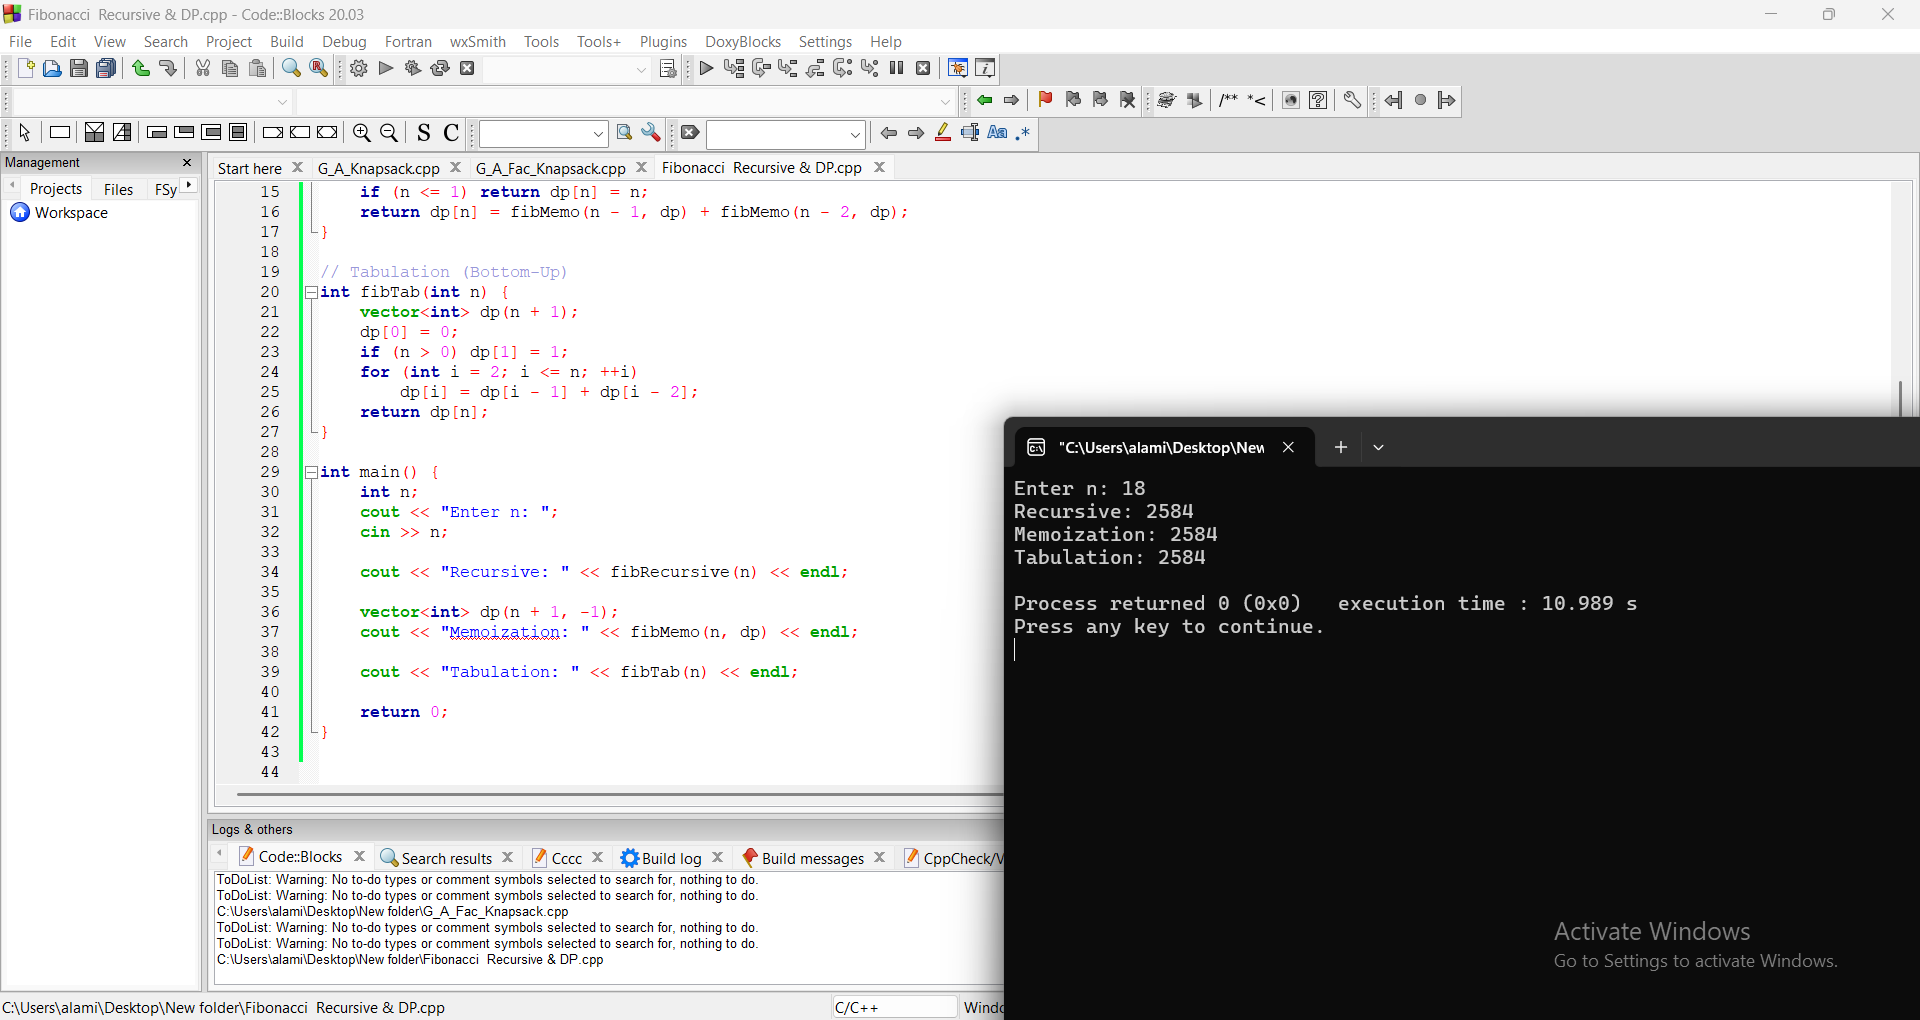 Fibonacci  Recursive & DP.cpp - Code::Blocks 20.03
File Edit View Search Project Build Debug Fortran wxSmith Tools Tools+ Plugins DoxyBlocks Settings Help
/** *<
S C
Aa .*
Management
Start here G_A_Knapsack.cpp G_A_Fac_Knapsack.cpp Fibonacci  Recursive & DP.cpp
Projects Files FSy
Workspace
15     if (n <= 1) return dp[n] = n;
16     return dp[n] = fibMemo(n - 1, dp) + fibMemo(n - 2, dp);
17 }
18
19 // Tabulation (Bottom-Up)
20 int fibTab(int n) {
21     vector<int> dp(n + 1);
22     dp[0] = 0;
23     if (n > 0) dp[1] = 1;
24     for (int i = 2; i <= n; ++i)
25         dp[i] = dp[i - 1] + dp[i - 2];
26     return dp[n];
27 }
28
29 int main() {
30     int n;
31     cout << "Enter n: ";
32     cin >> n;
33
34     cout << "Recursive: " << fibRecursive(n) << endl;
35
36     vector<int> dp(n + 1, -1);
37     cout << "Memoization: " << fibMemo(n, dp) << endl;
38
39     cout << "Tabulation: " << fibTab(n) << endl;
40
41     return 0;
42 }
43
44
"C:\Users\alami\Desktop\New
Enter n: 18
Recursive: 2584
Memoization: 2584
Tabulation: 2584
Process returned 0 (0x0)   execution time : 10.989 s
Press any key to continue.
Activate Windows
Go to Settings to activate Windows.
Logs & others
Code::Blocks Search results Cccc Build log Build messages CppCheck/V
ToDoList: Warning: No to-do types or comment symbols selected to search for, nothing to do.
ToDoList: Warning: No to-do types or comment symbols selected to search for, nothing to do.
C:\Users\alami\Desktop\New folder\G_A_Fac_Knapsack.cpp
ToDoList: Warning: No to-do types or comment symbols selected to search for, nothing to do.
ToDoList: Warning: No to-do types or comment symbols selected to search for, nothing to do.
C:\Users\alami\Desktop\New folder\Fibonacci  Recursive & DP.cpp
C:\Users\alami\Desktop\New folder\Fibonacci  Recursive & DP.cpp C/C++ Windo